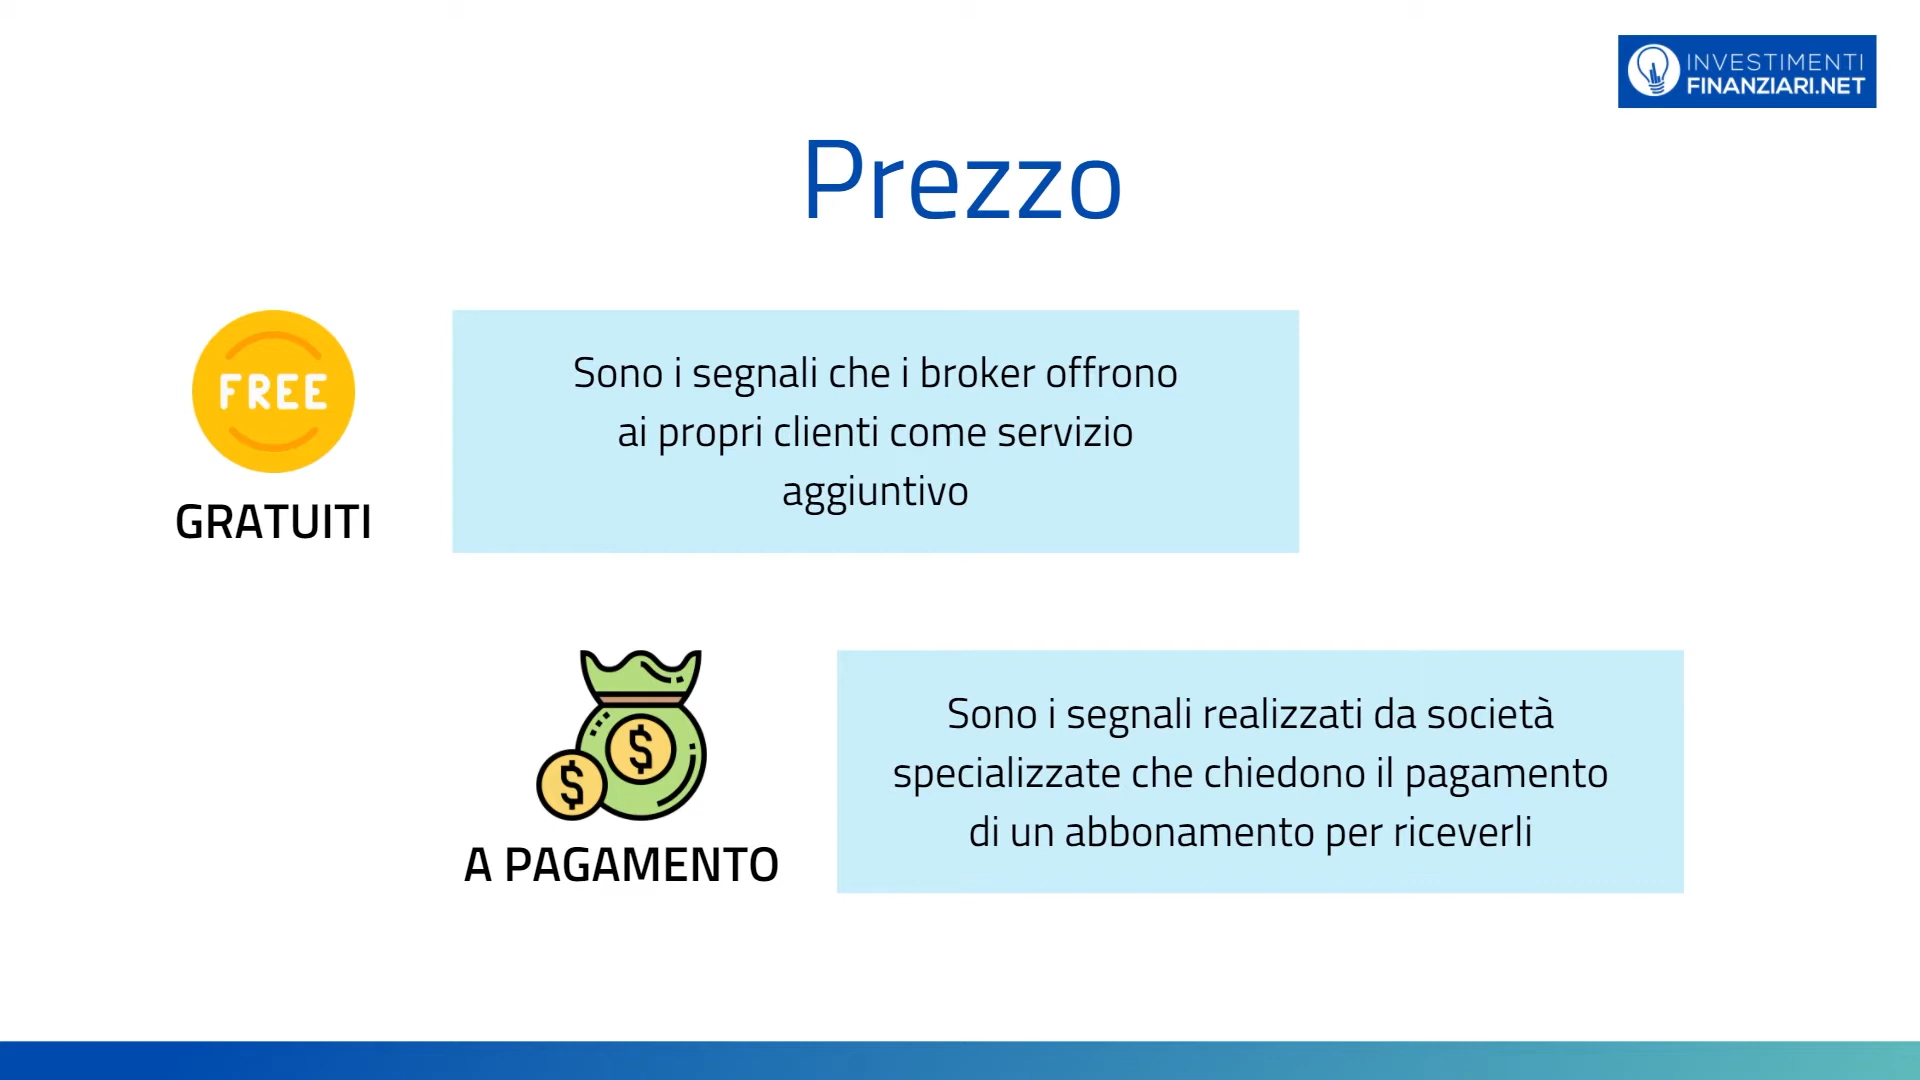 INVESTIMENTI
FINANZIARI.NET
Prezzo
FREE
GRATUITI
Sono i segnali che i broker offrono
ai propri clienti come servizio
aggiuntivo
$
$
A PAGAMENTO
Sono i segnali realizzati da società
specializzate che chiedono il pagamento
di un abbonamento per riceverli